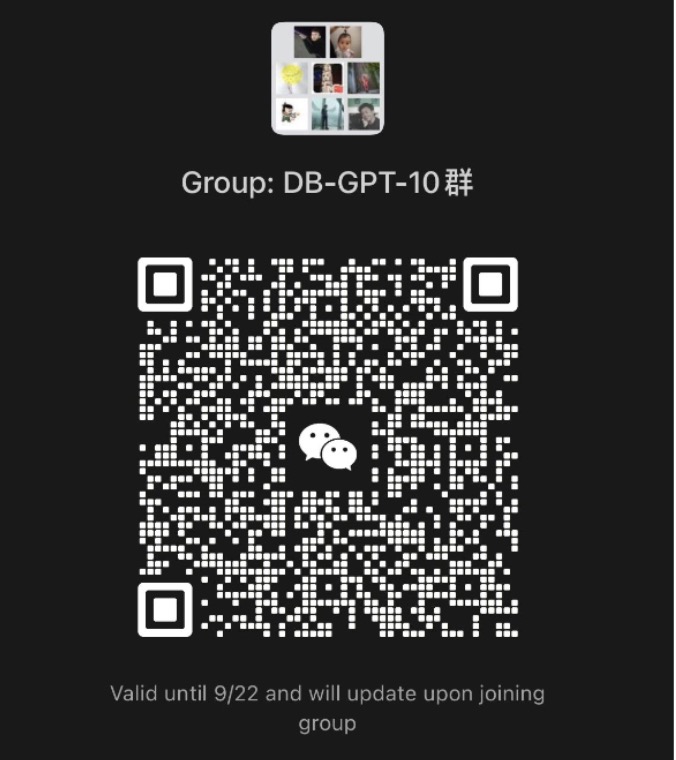 Group: DB-GPT-10群
Valid until 9/22 and will update upon joining
group